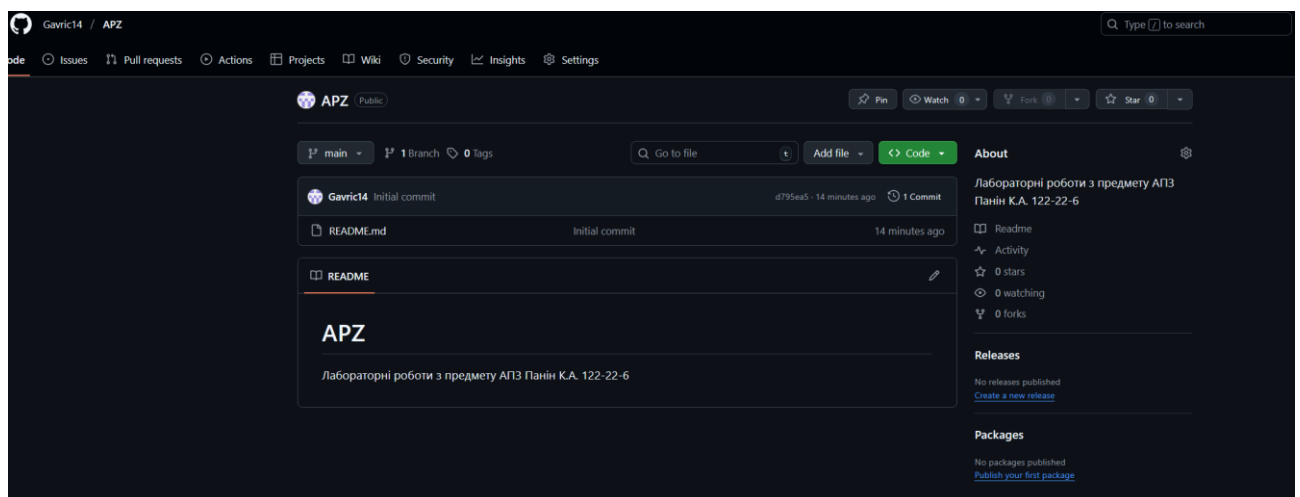 Gavric14 / APZ
Type / to search
ode Issues Pull requests Actions Projects Wiki Security Insights Settings
APZ Public
Pin Watch 0 Fork 0 Star 0
main 1 Branch 0 Tags
Go to file t Add file <> Code
Gavric14 Initial commit d795ea5 · 14 minutes ago 1 Commit
README.md Initial commit 14 minutes ago
README
APZ
Лабораторні роботи з предмету АПЗ Панін К.А. 122-22-6
About
Лабораторні роботи з предмету АПЗ
Панін К.А. 122-22-6
Readme
Activity
0 stars
0 watching
0 forks
Releases
No releases published
Create a new release
Packages
No packages published
Publish your first package